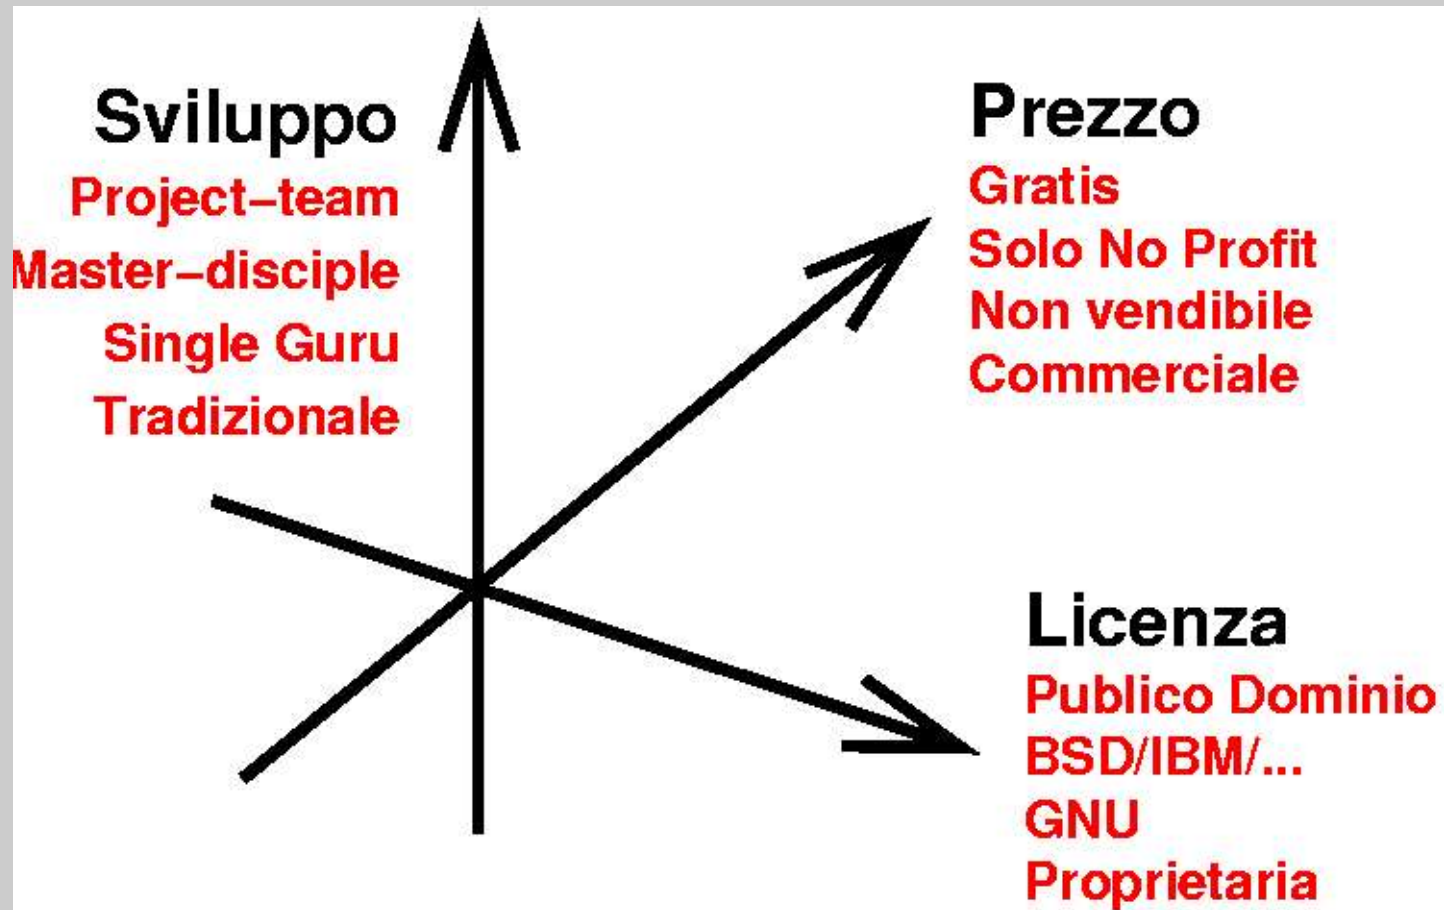 Sviluppo
Project–team
Master–disciple
Single Guru
Tradizionale
Prezzo
Gratis
Solo No Profit
Non vendibile
Commerciale
Licenza
Publico Dominio
BSD/IBM/...
GNU
Proprietaria